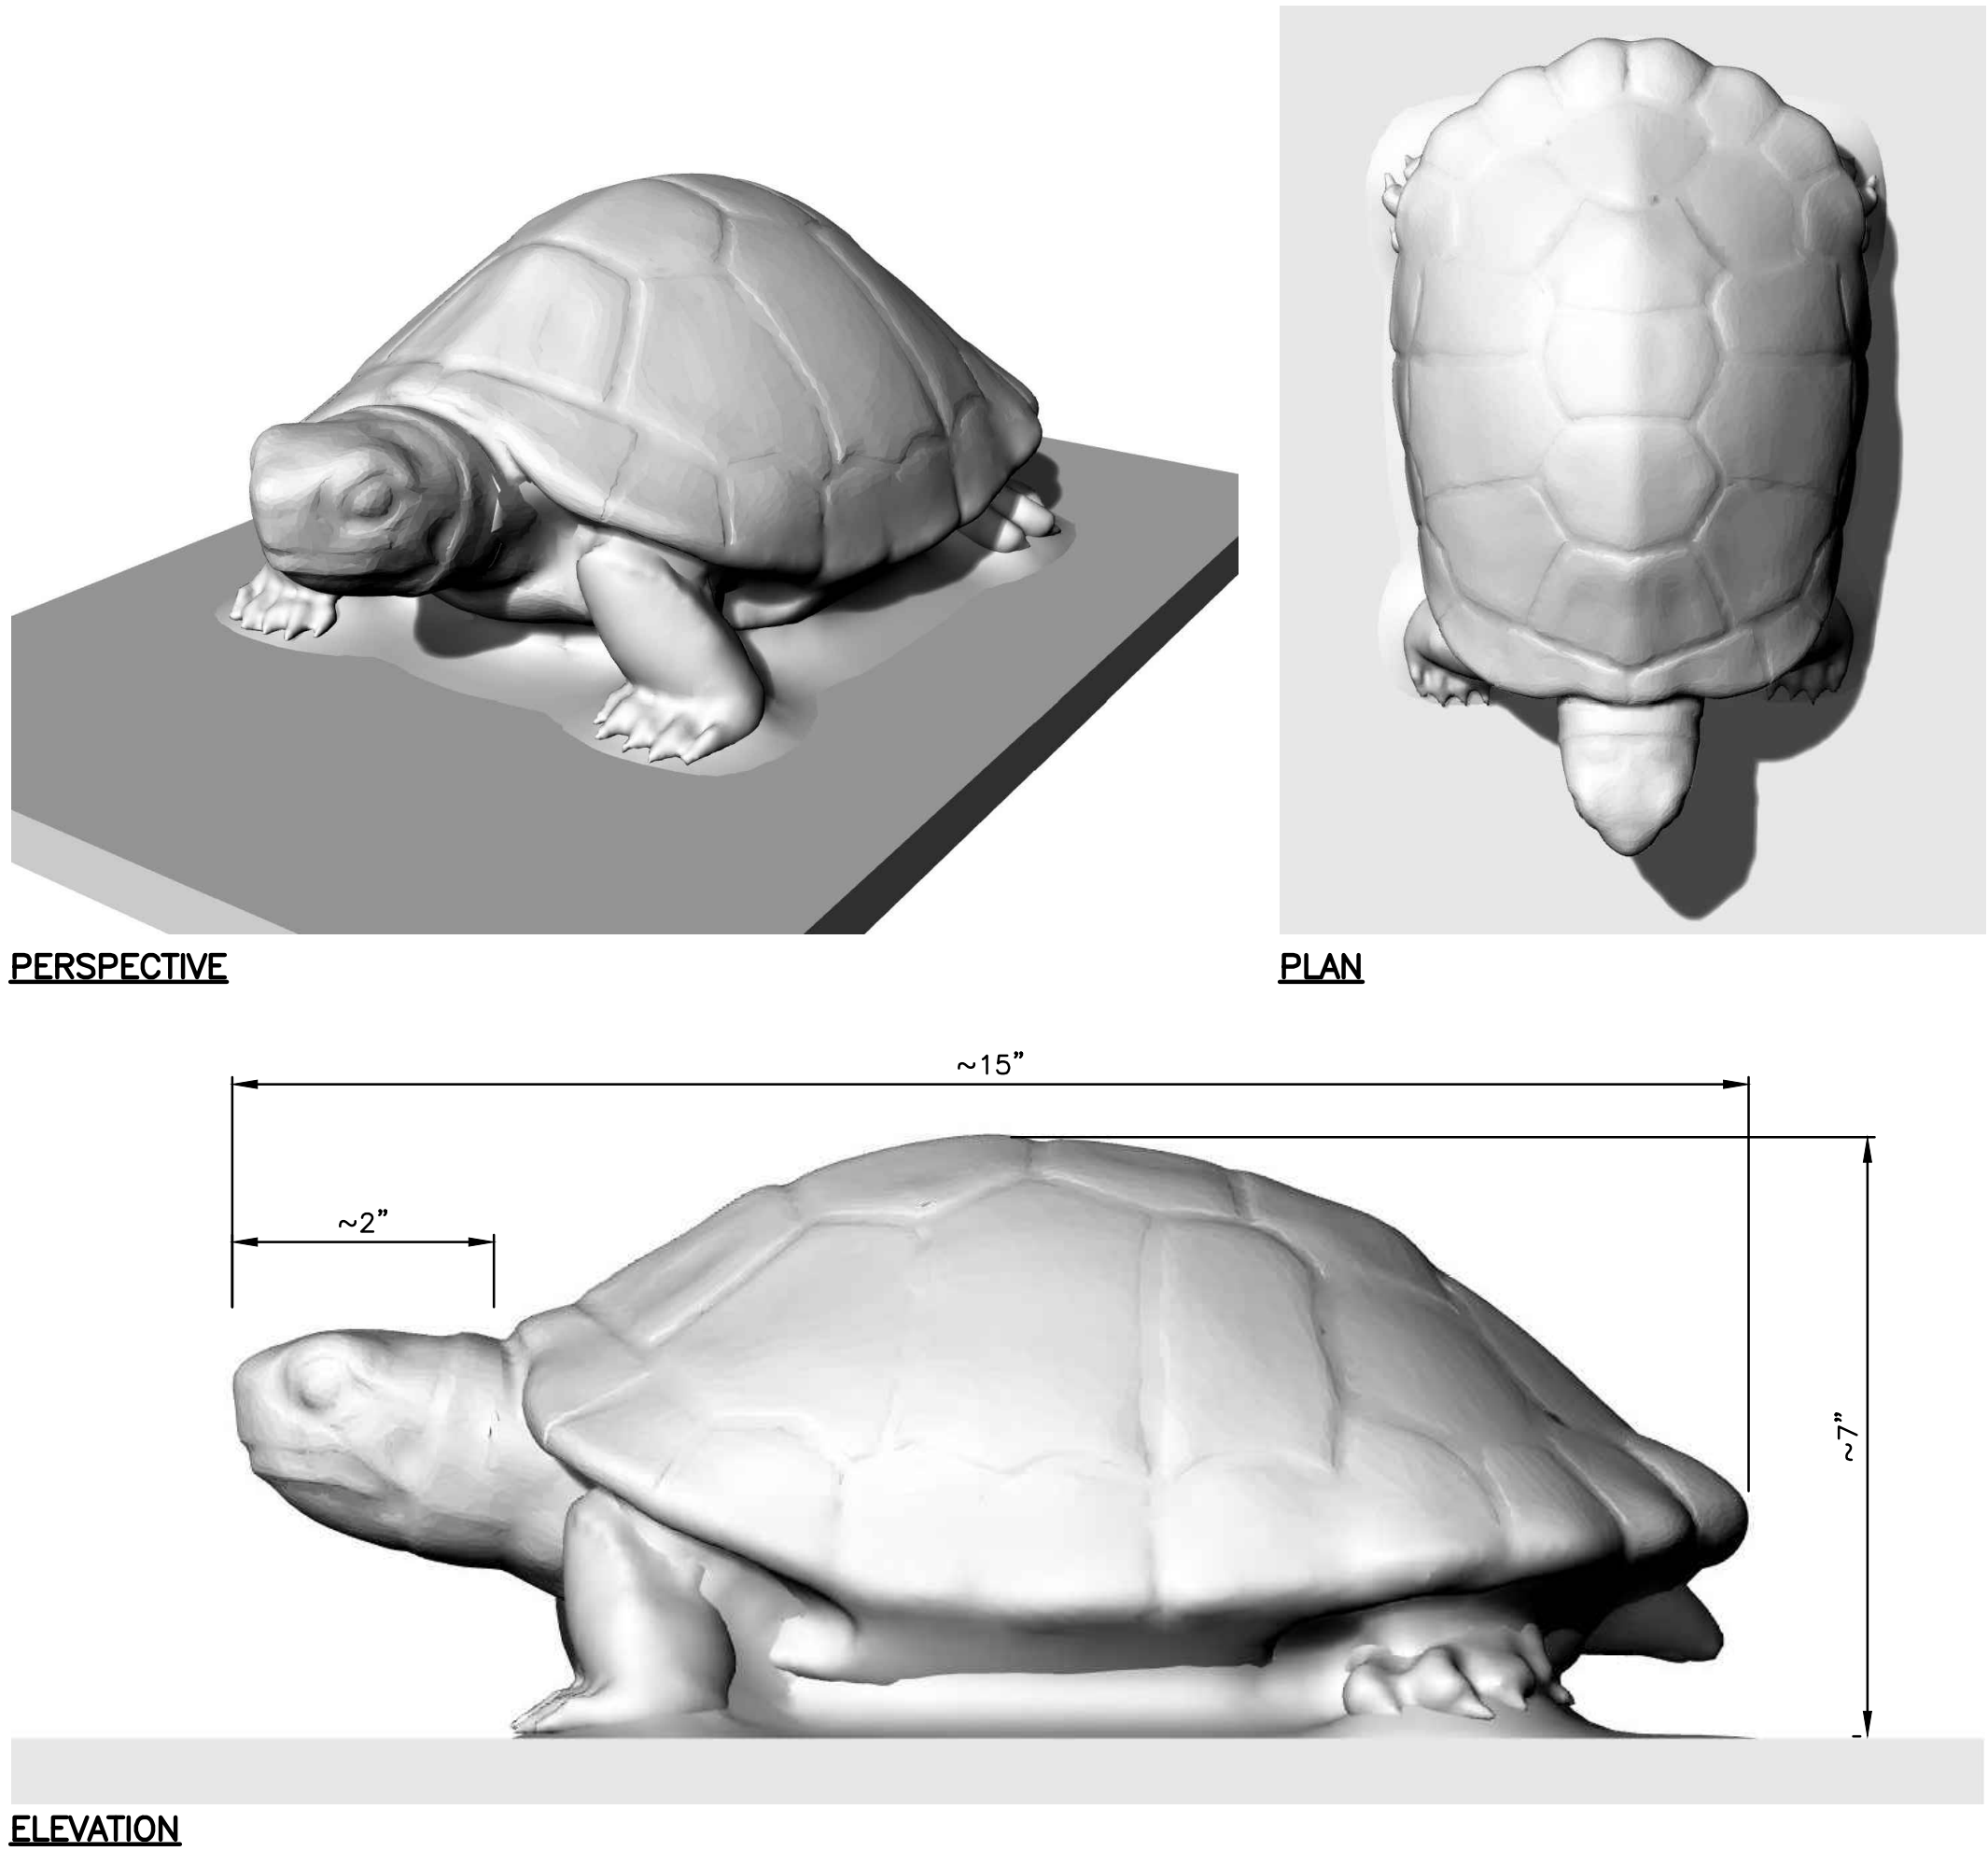 PERSPECTIVE
PLAN
~15”
~2”
~7”
ELEVATION